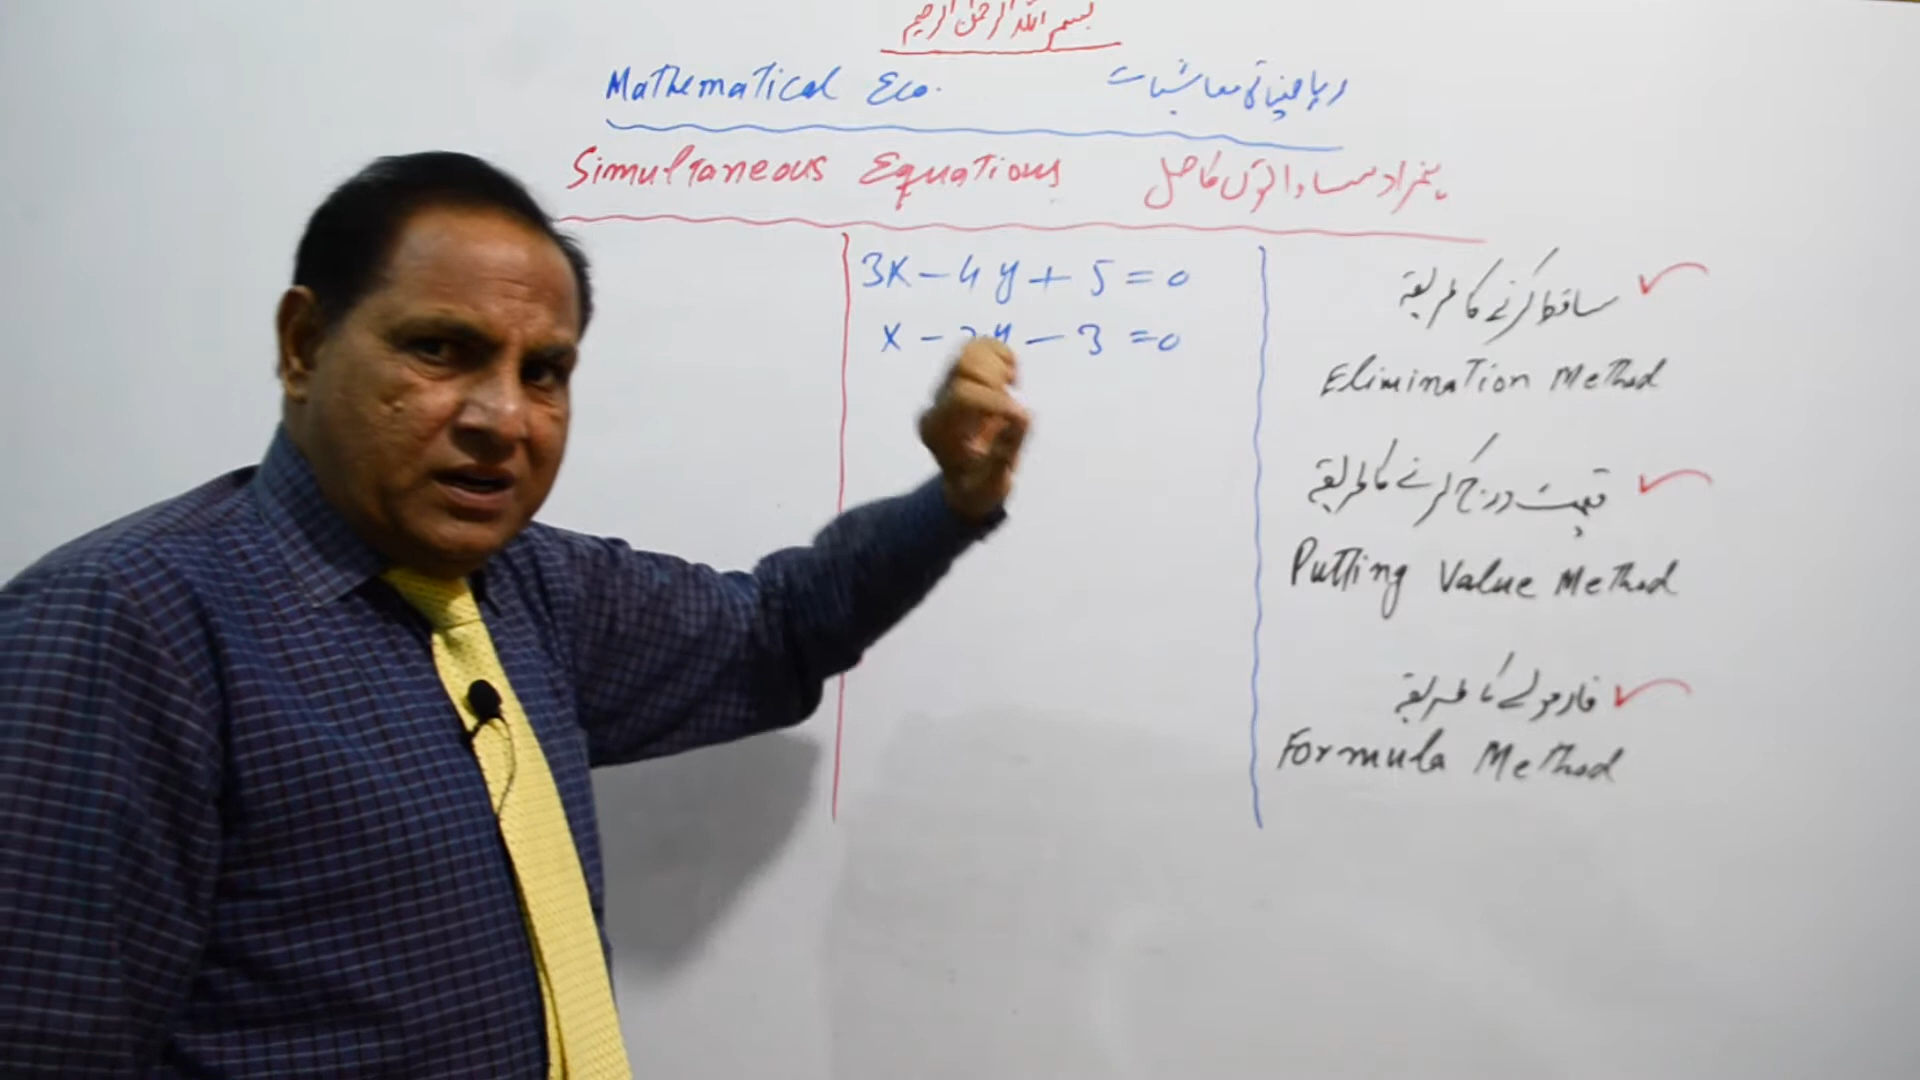 بسم اللہ الرحمن الرحیم
Mathematical Eco. ریاضیاتی معاشیات
Simultaneous Equations ہمزاد مساواتوں کا حل
3x - 4y + 5 = 0
x - y - 3 = 0
ساقط کرنے کا طریقہ ✓
Elimination Method
قیمت درج کرنے کا طریقہ ✓
Putting Value Method
فارمولے کا طریقہ ✓
Formula Method